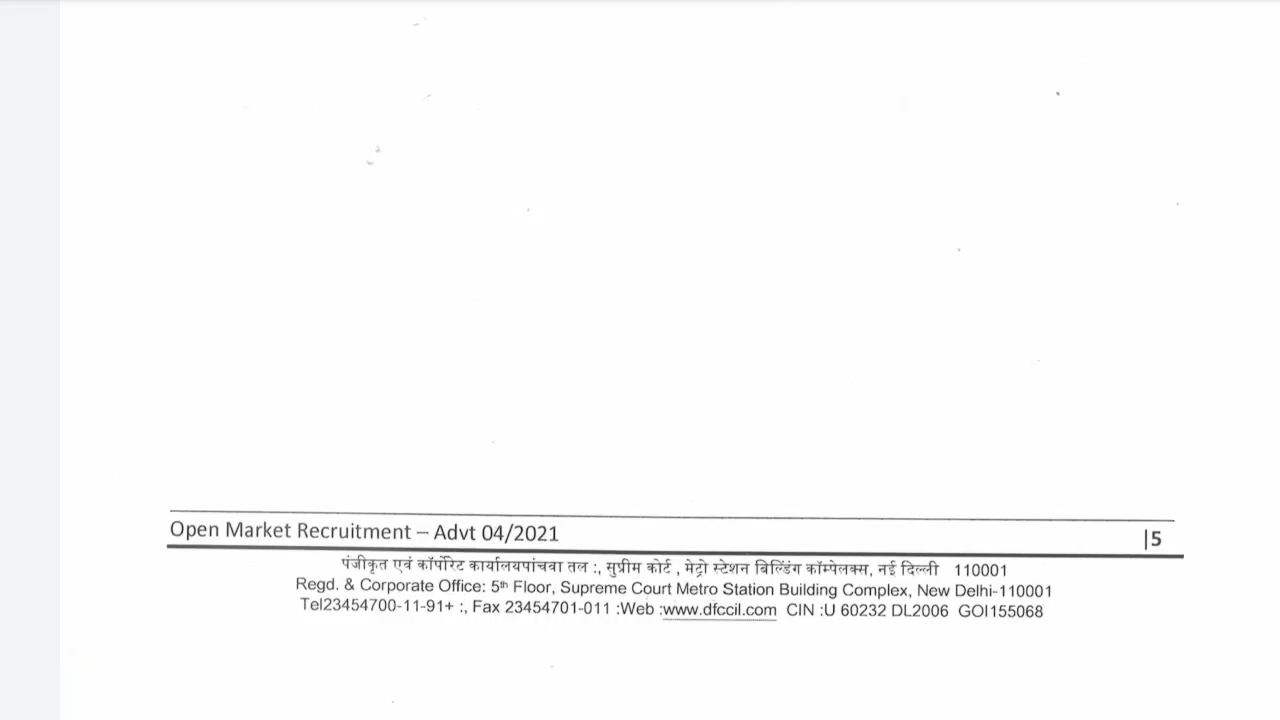 Open Market Recruitment – Advt 04/2021
|5
पंजीकृत एवं कॉर्पोरेट कार्यालयपांचवा तल :, सुप्रीम कोर्ट , मेट्रो स्टेशन बिल्डिंग कॉम्पेलक्स, नई दिल्ली 110001
Regd. & Corporate Office: 5th Floor, Supreme Court Metro Station Building Complex, New Delhi-110001
Tel23454700-11-91+ :, Fax 23454701-011 :Web :www.dfccil.com CIN :U 60232 DL2006 GOI155068